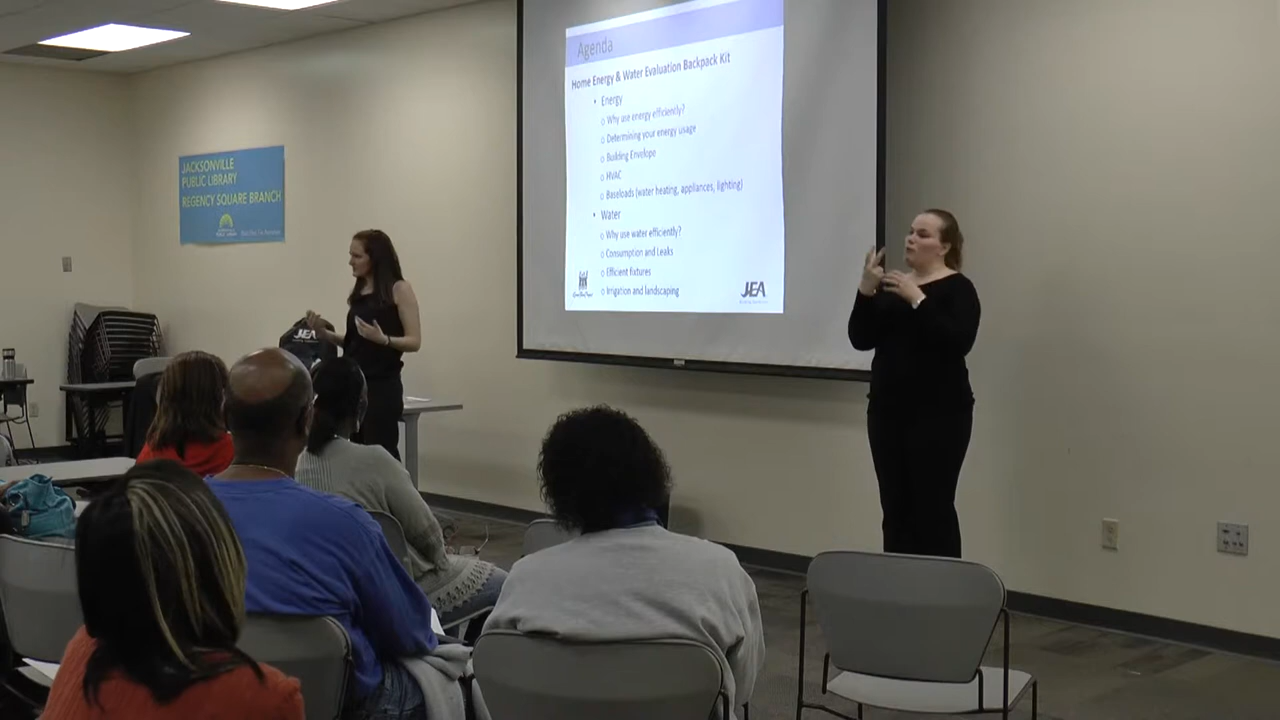 Agenda
Home Energy & Water Evaluation Backpack Kit
• Energy
o Why use energy efficiently?
o Determining your energy usage
o Building Envelope
o HVAC
o Baseloads (water heating, appliances, lighting)
• Water
o Why use water efficiently?
o Consumption and Leaks
o Efficient fixtures
o Irrigation and landscaping
JEA
JACKSONVILLE
PUBLIC LIBRARY
REGENCY SQUARE BRANCH
JEA